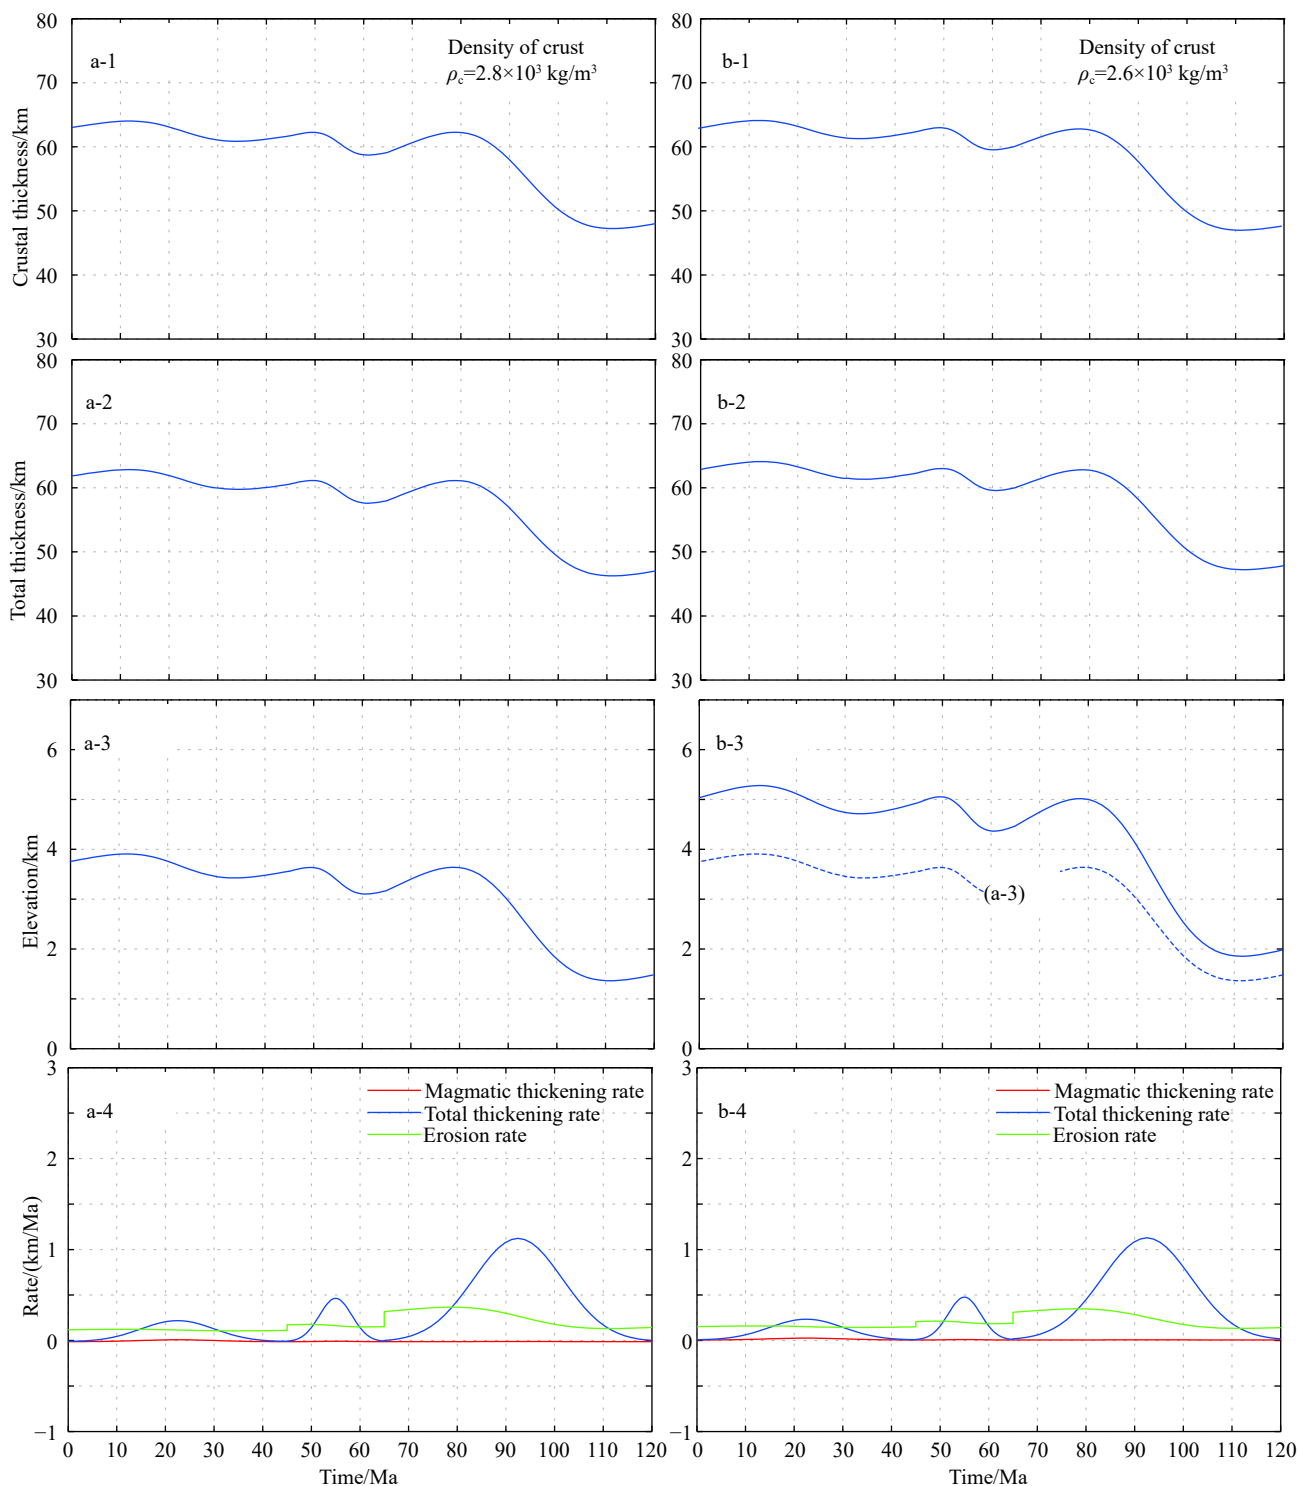 80
70
60
50
40
30
Crustal thickness/km
a-1
Density of crust
ρc=2.8×10³ kg/m³
80
70
60
50
40
30
b-1
Density of crust
ρc=2.6×10³ kg/m³
80
70
60
50
40
30
Total thickness/km
a-2
80
70
60
50
40
30
b-2
6
4
2
0
Elevation/km
a-3
6
4
2
0
b-3
(a-3)
3
2
1
0
−1
Rate/(km/Ma)
a-4
Magmatic thickening rate
Total thickening rate
Erosion rate
0 10 20 30 40 50 60 70 80 90 100 110 120
Time/Ma
3
2
1
0
−1
b-4
Magmatic thickening rate
Total thickening rate
Erosion rate
0 10 20 30 40 50 60 70 80 90 100 110 120
Time/Ma